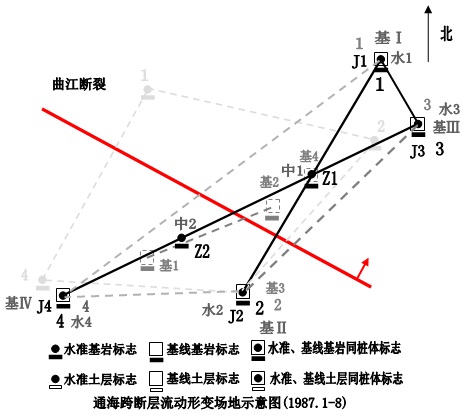 基Ⅰ
北
1
J1
水1
1
曲江断裂
1
3
水3
基Ⅲ
J3
3
2
基4
中1
Z1
基2
中2
Z2
基1
4
基Ⅳ
J4
4
4
水4
基3
水2
J2
2
2
基Ⅱ
水准基岩标志
基线基岩标志
水准、基线基岩同桩体标志
水准土层标志
基线土层标志
水准、基线土层同桩体标志
通海跨断层流动形变场地示意图(1987.1-8)